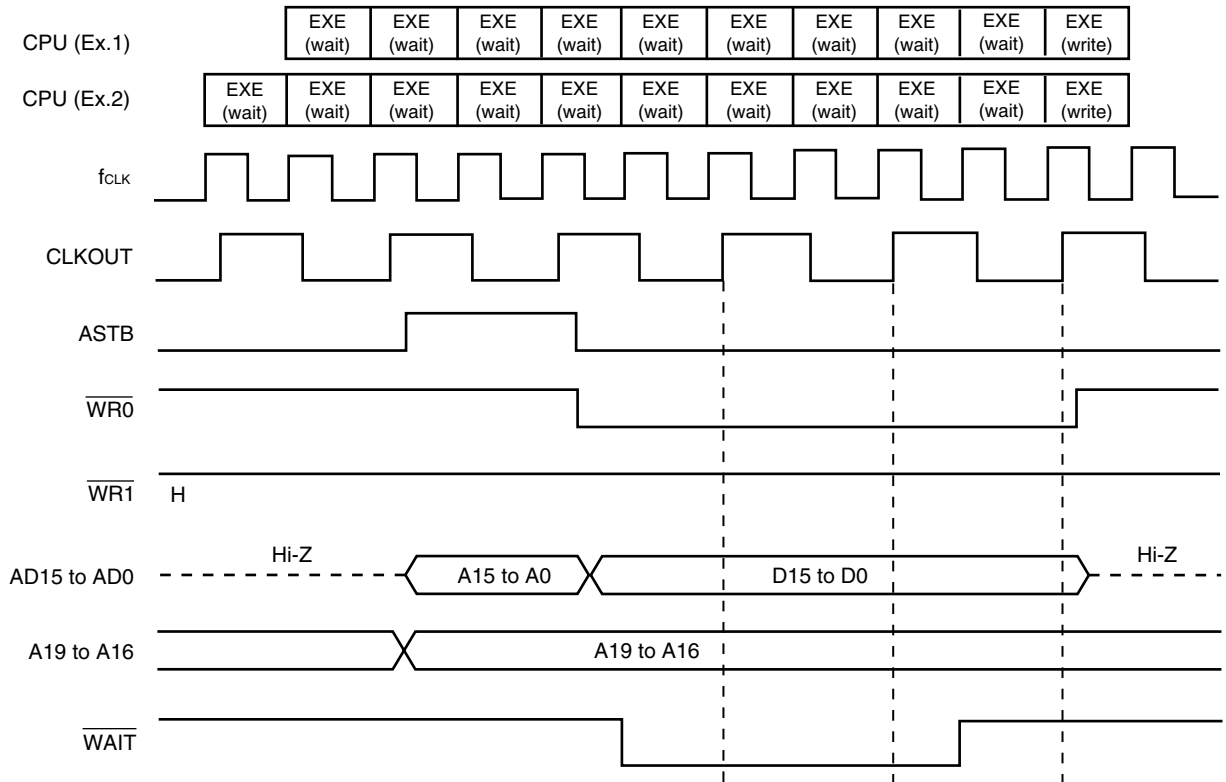 CPU (Ex.1) EXE (wait) EXE (wait) EXE (wait) EXE (wait) EXE (wait) EXE (wait) EXE (wait) EXE (wait) EXE (wait) EXE (write)
CPU (Ex.2) EXE (wait) EXE (wait) EXE (wait) EXE (wait) EXE (wait) EXE (wait) EXE (wait) EXE (wait) EXE (wait) EXE (wait) EXE (write)
fCLK
CLKOUT
ASTB
WR0
WR1 H
AD15 to AD0 Hi-Z A15 to A0 D15 to D0 Hi-Z
A19 to A16 A19 to A16
WAIT